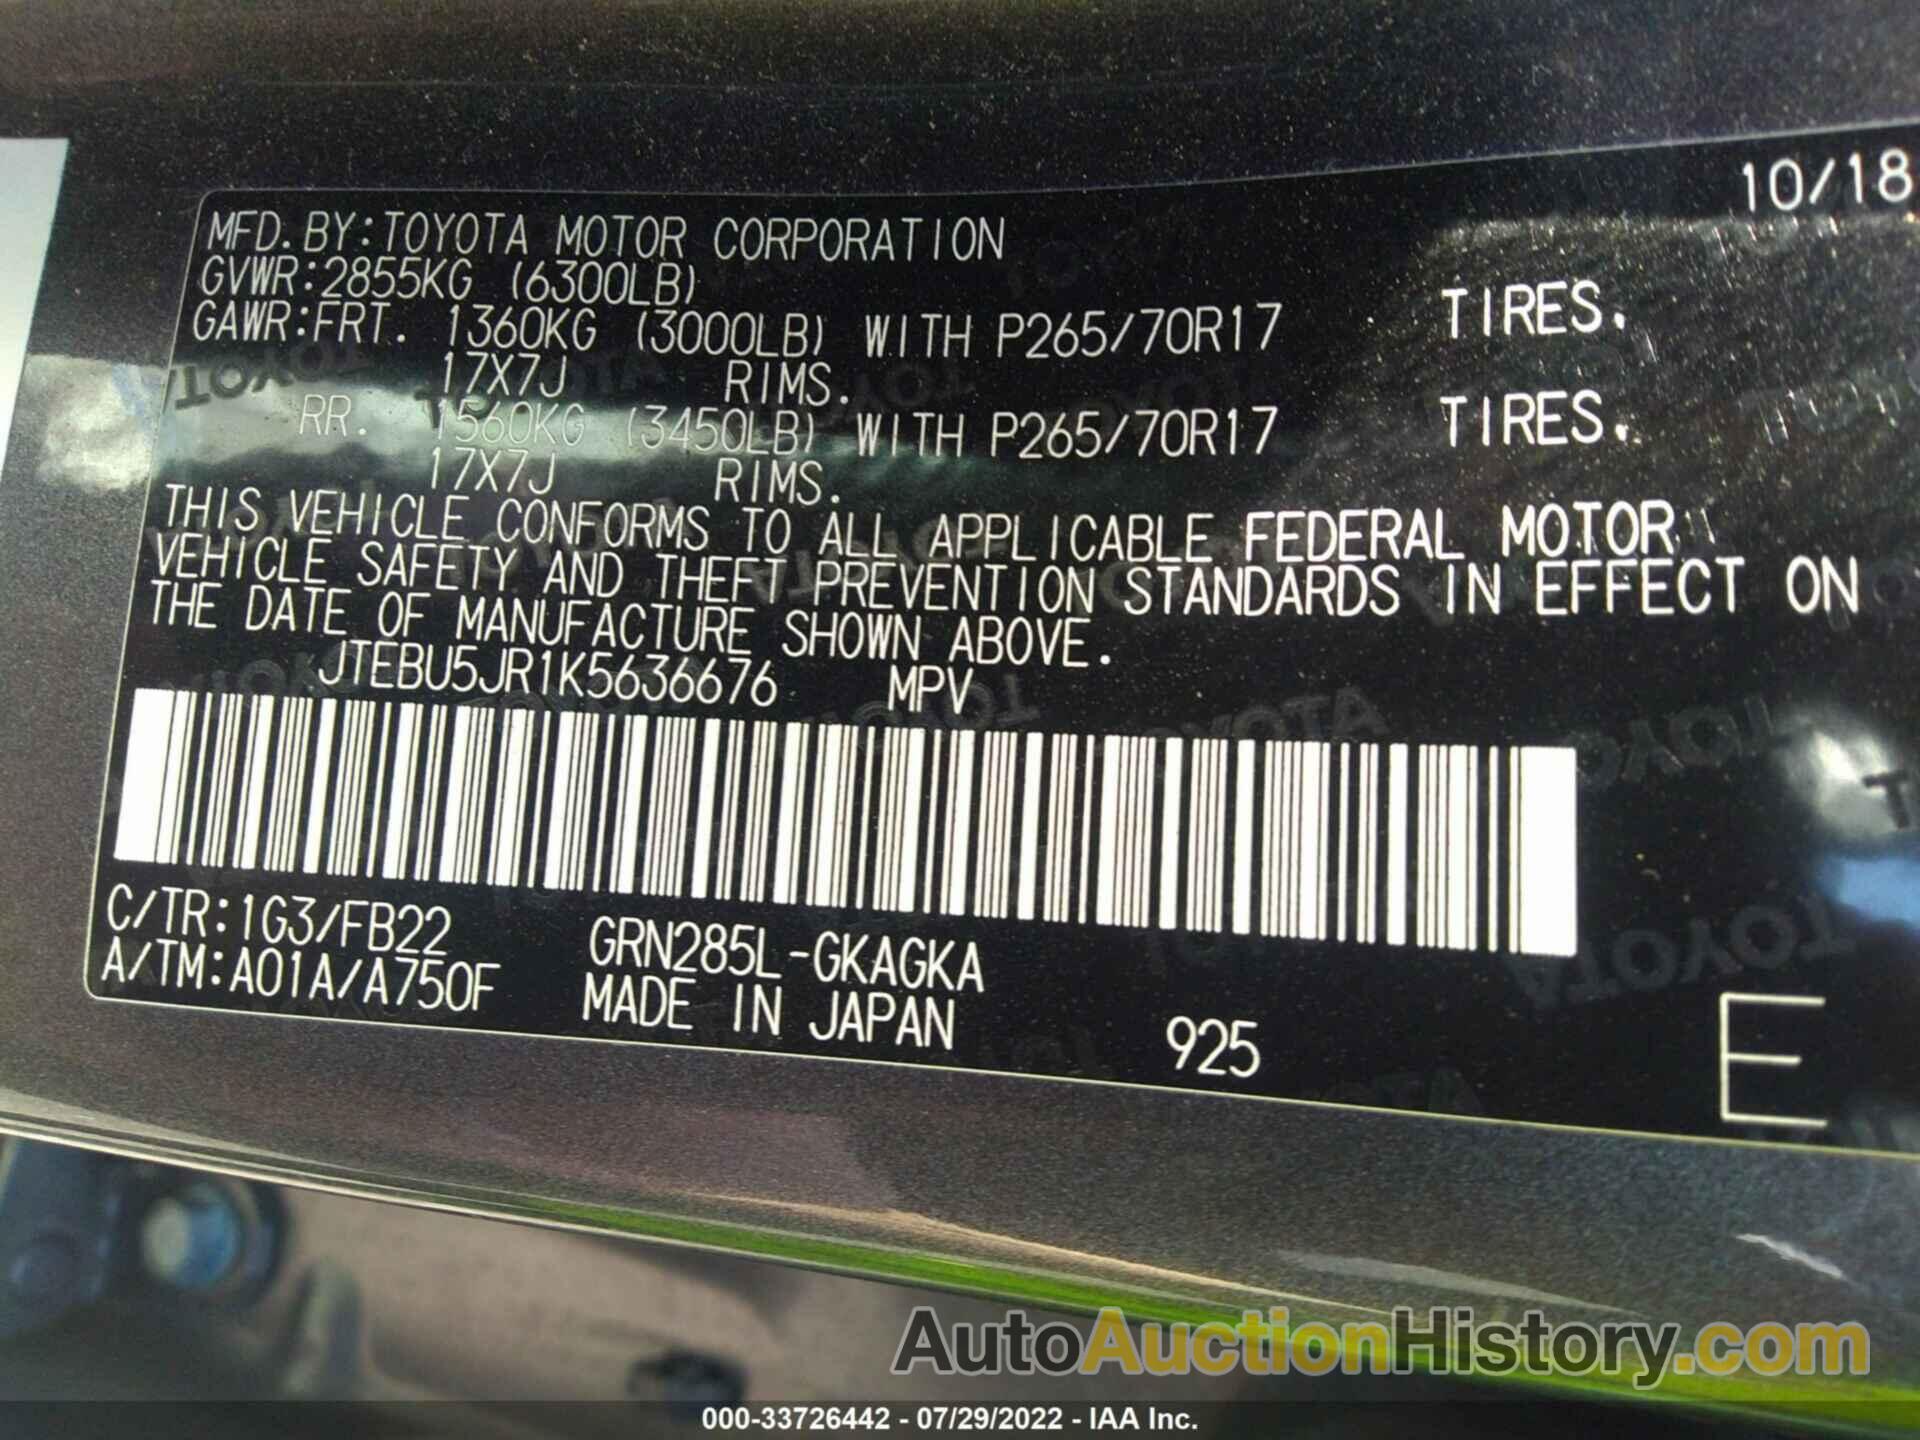 10/18
MFD.BY:TOYOTA MOTOR CORPORATION
GVWR:2855KG (6300LB)
GAWR:FRT. 1360KG (3000LB) WITH P265/70R17 TIRES.
17X7J RIMS.
RR. 1560KG (3450LB) WITH P265/70R17 TIRES.
17X7J RIMS.
THIS VEHICLE CONFORMS TO ALL APPLICABLE FEDERAL MOTOR
VEHICLE SAFETY AND THEFT PREVENTION STANDARDS IN EFFECT ON
THE DATE OF MANUFACTURE SHOWN ABOVE.
JTEBU5JR1K5636676 MPV
C/TR:1G3/FB22 GRN285L-GKAGKA
A/TM:A01A/A750F MADE IN JAPAN 925 E
AutoAuctionHistory.com
000-33726442 - 07/29/2022 - IAA Inc.